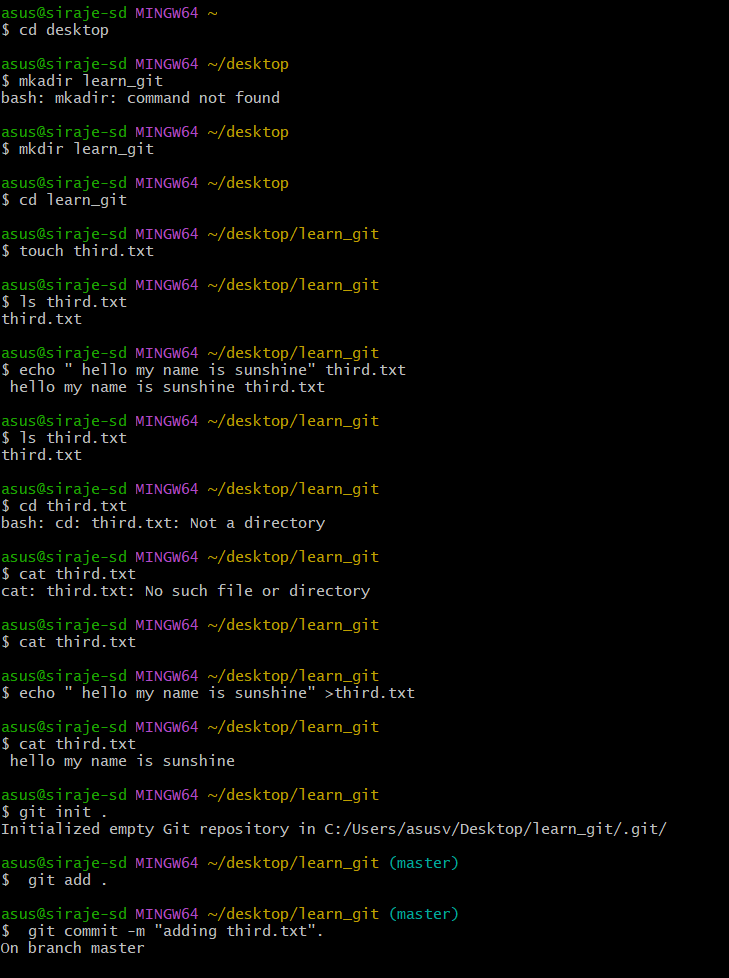 asus@siraje-sd MINGW64 ~
$ cd desktop
asus@siraje-sd MINGW64 ~/desktop
$ mkadir learn_git
bash: mkadir: command not found
asus@siraje-sd MINGW64 ~/desktop
$ mkdir learn_git
asus@siraje-sd MINGW64 ~/desktop
$ cd learn_git
asus@siraje-sd MINGW64 ~/desktop/learn_git
$ touch third.txt
asus@siraje-sd MINGW64 ~/desktop/learn_git
$ ls third.txt
third.txt
asus@siraje-sd MINGW64 ~/desktop/learn_git
$ echo " hello my name is sunshine" third.txt
 hello my name is sunshine third.txt
asus@siraje-sd MINGW64 ~/desktop/learn_git
$ ls third.txt
third.txt
asus@siraje-sd MINGW64 ~/desktop/learn_git
$ cd third.txt
bash: cd: third.txt: Not a directory
asus@siraje-sd MINGW64 ~/desktop/learn_git
$ cat third.txt
cat: third.txt: No such file or directory
asus@siraje-sd MINGW64 ~/desktop/learn_git
$ cat third.txt
asus@siraje-sd MINGW64 ~/desktop/learn_git
$ echo " hello my name is sunshine" >third.txt
asus@siraje-sd MINGW64 ~/desktop/learn_git
$ cat third.txt
 hello my name is sunshine
asus@siraje-sd MINGW64 ~/desktop/learn_git
$ git init .
Initialized empty Git repository in C:/Users/asusv/Desktop/learn_git/.git/
asus@siraje-sd MINGW64 ~/desktop/learn_git (master)
$  git add .
asus@siraje-sd MINGW64 ~/desktop/learn_git (master)
$  git commit -m "adding third.txt".
On branch master